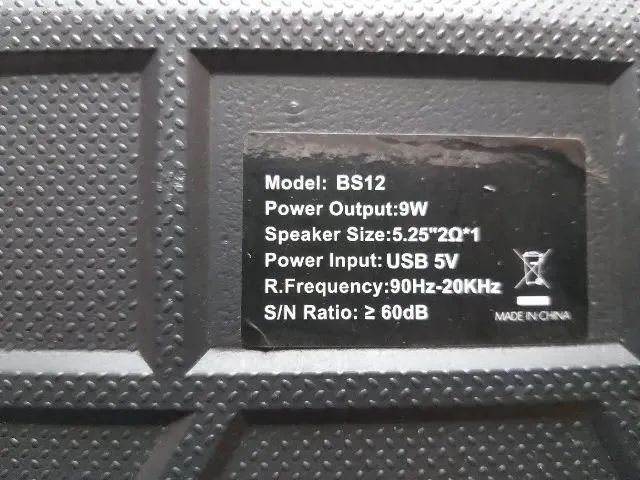 Model: BS12
Power Output:9W
Speaker Size:5.25"2Ω*1
Power Input:USB 5V
R.Frequency:90Hz-20KHz
S/N Ratio: ≥ 60dB
MADE IN CHINA